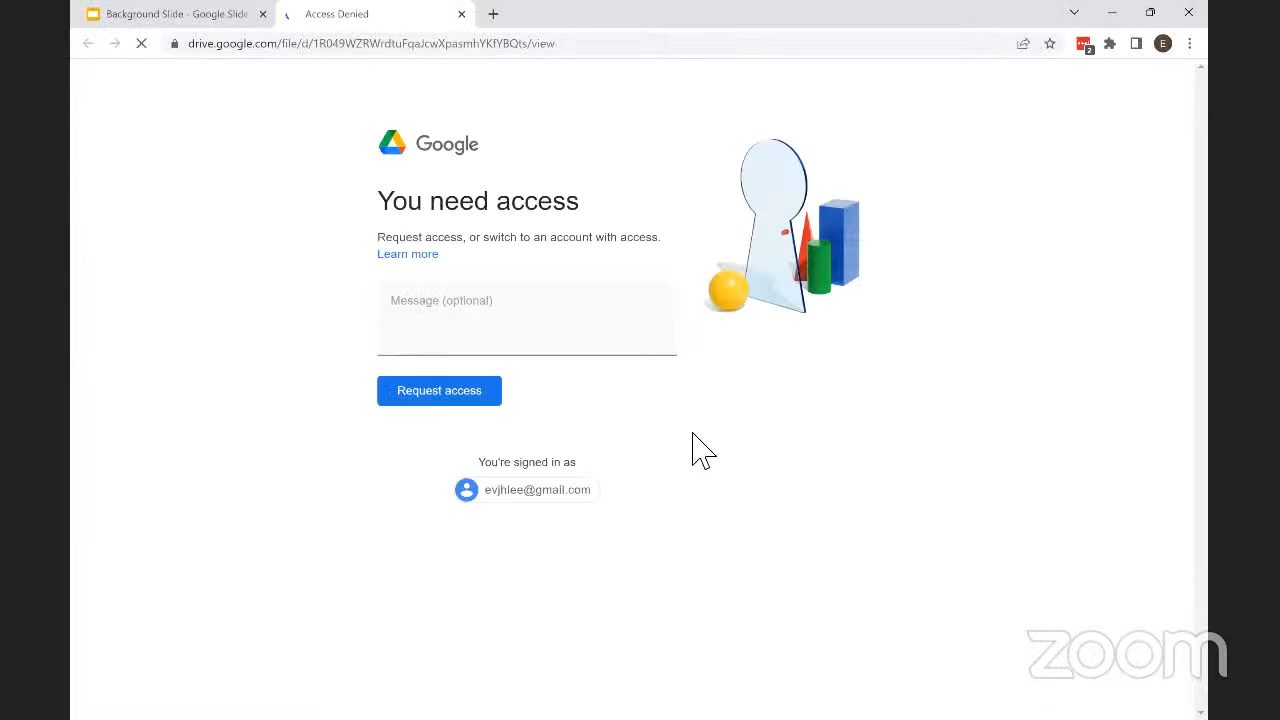 Background Slide - Google Slide
Access Denied
drive.google.com/file/d/1R049WZRWrdtuFqaJcwXpasmhYKfYBQts/view
2
E
Google
You need access
Request access, or switch to an account with access.
Learn more
Message (optional)
Request access
You're signed in as
evjhlee@gmail.com
zoom